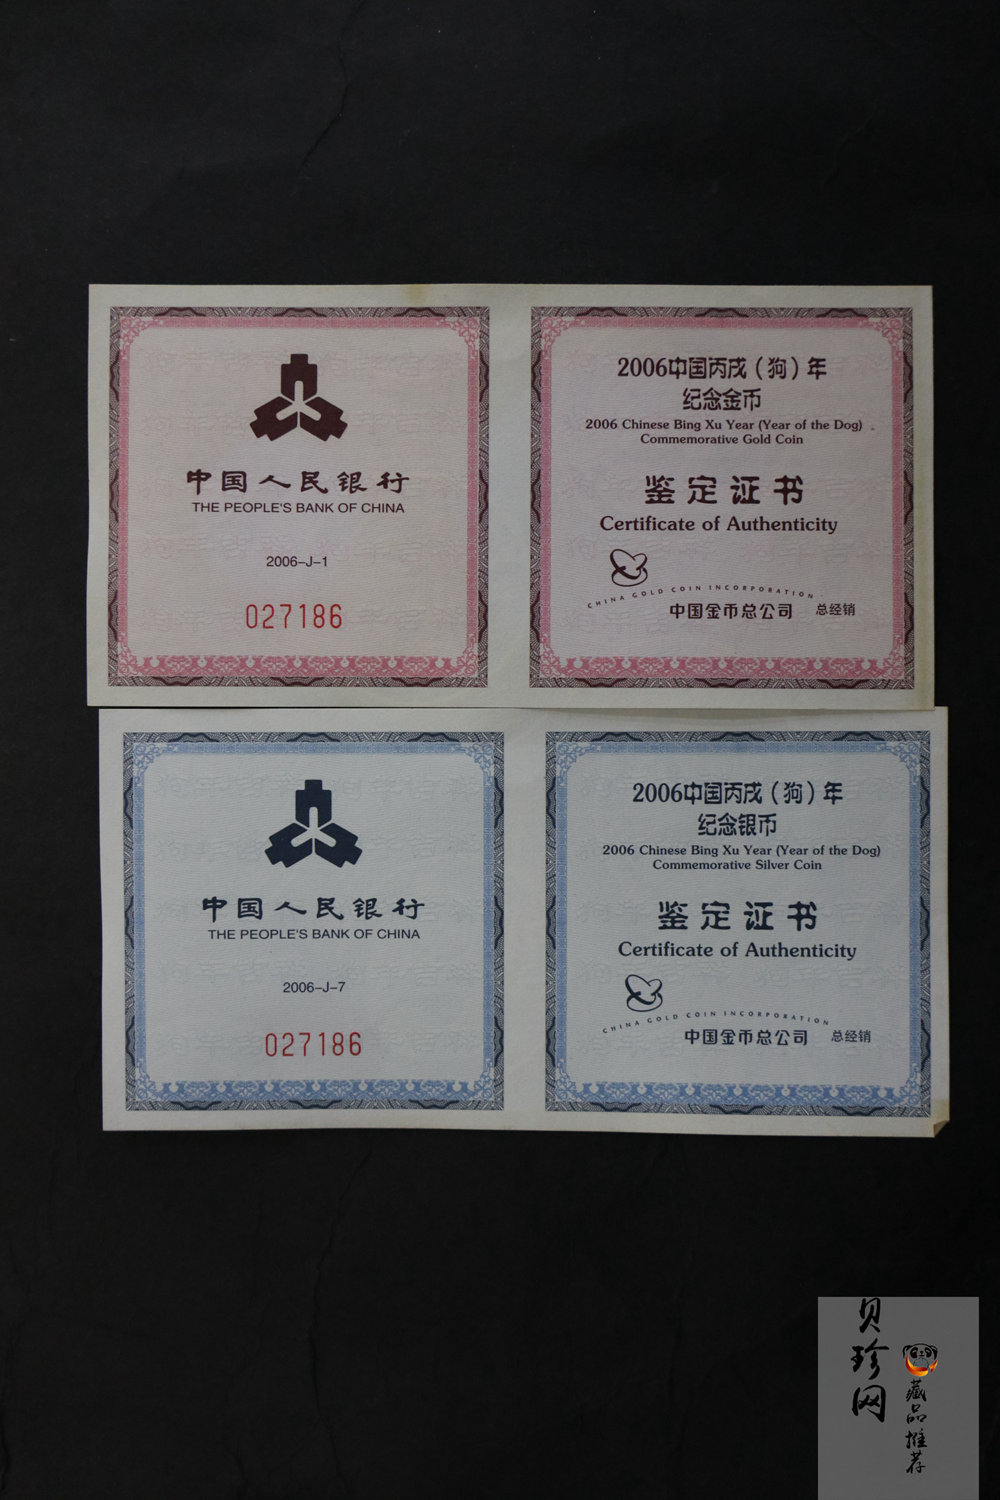 中国人民银行
THE PEOPLE'S BANK OF CHINA
2006-J-1
027186
2006中国丙戌（狗）年
纪念金币
2006 Chinese Bing Xu Year (Year of the Dog)
Commemorative Gold Coin
鉴定证书
Certificate of Authenticity
CHINA GOLD COIN INCORPORATION
中国金币总公司 总经销
中国人民银行
THE PEOPLE'S BANK OF CHINA
2006-J-7
027186
2006中国丙戌（狗）年
纪念银币
2006 Chinese Bing Xu Year (Year of the Dog)
Commemorative Silver Coin
鉴定证书
Certificate of Authenticity
CHINA GOLD COIN INCORPORATION
中国金币总公司 总经销
贝珍网
藏品推荐